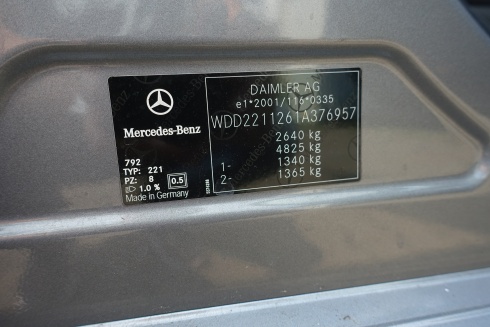 DAIMLER AG
e1*2001/116*0335
WDD2211261A376957
2640 kg
4825 kg
1- 1340 kg
2- 1365 kg
Mercedes-Benz
792
TYP: 221
PZ: 8 0.5
1.0 %
Made in Germany